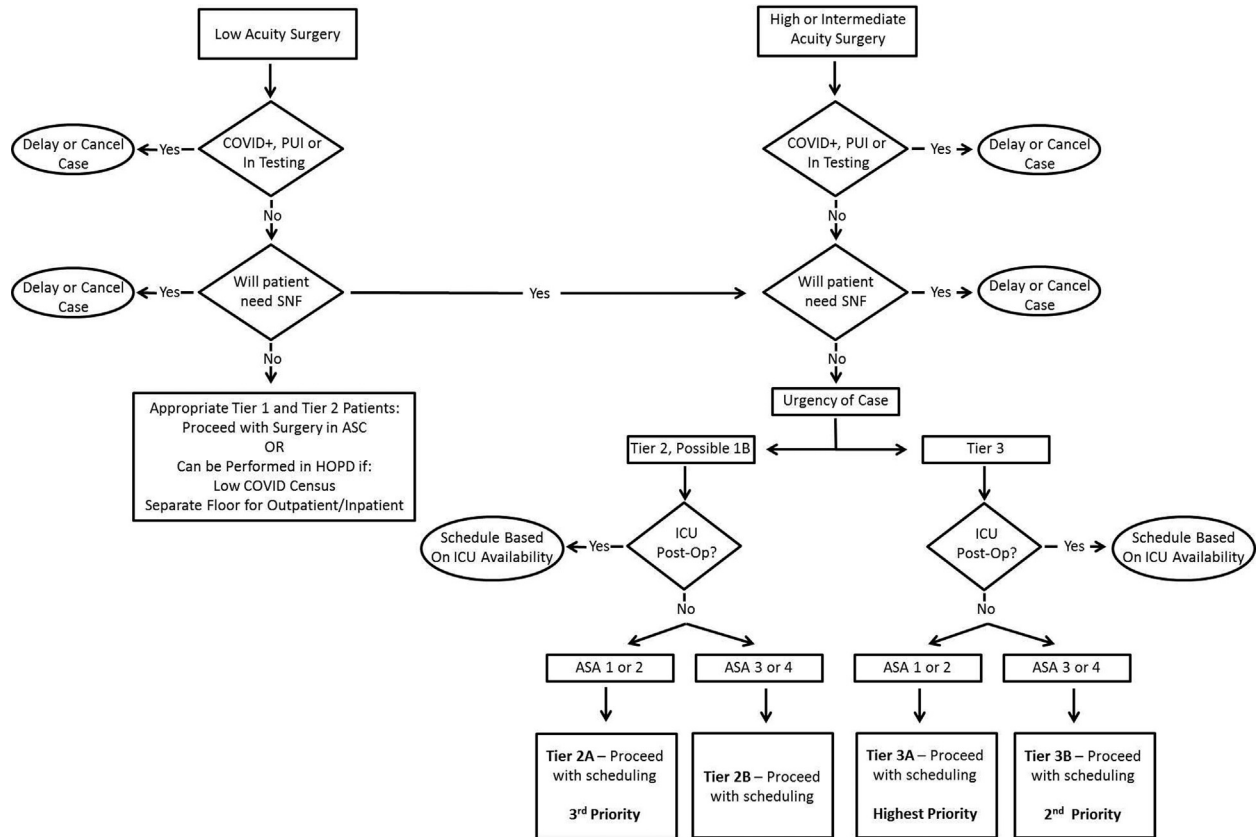 Low Acuity Surgery
High or Intermediate
Acuity Surgery
COVID+, PUI or
In Testing
Yes
Delay or Cancel
Case
COVID+, PUI or
In Testing
Yes
Delay or Cancel
Case
No
No
Delay or Cancel
Case
Yes
Will patient
need SNF
Yes
Will patient
need SNF
Yes
Delay or Cancel
Case
No
No
Appropriate Tier 1 and Tier 2 Patients:
Proceed with Surgery in ASC
OR
Can be Performed in HOPD if:
Low COVID Census
Separate Floor for Outpatient/Inpatient
Urgency of Case
Tier 2, Possible 1B
Tier 3
Schedule Based
On ICU Availability
Yes
ICU
Post-Op?
ICU
Post-Op?
Yes
Schedule Based
On ICU Availability
No
No
ASA 1 or 2
ASA 3 or 4
ASA 1 or 2
ASA 3 or 4
Tier 2A – Proceed
with scheduling
3rd Priority
Tier 2B – Proceed
with scheduling
Tier 3A – Proceed
with scheduling
Highest Priority
Tier 3B – Proceed
with scheduling
2nd Priority